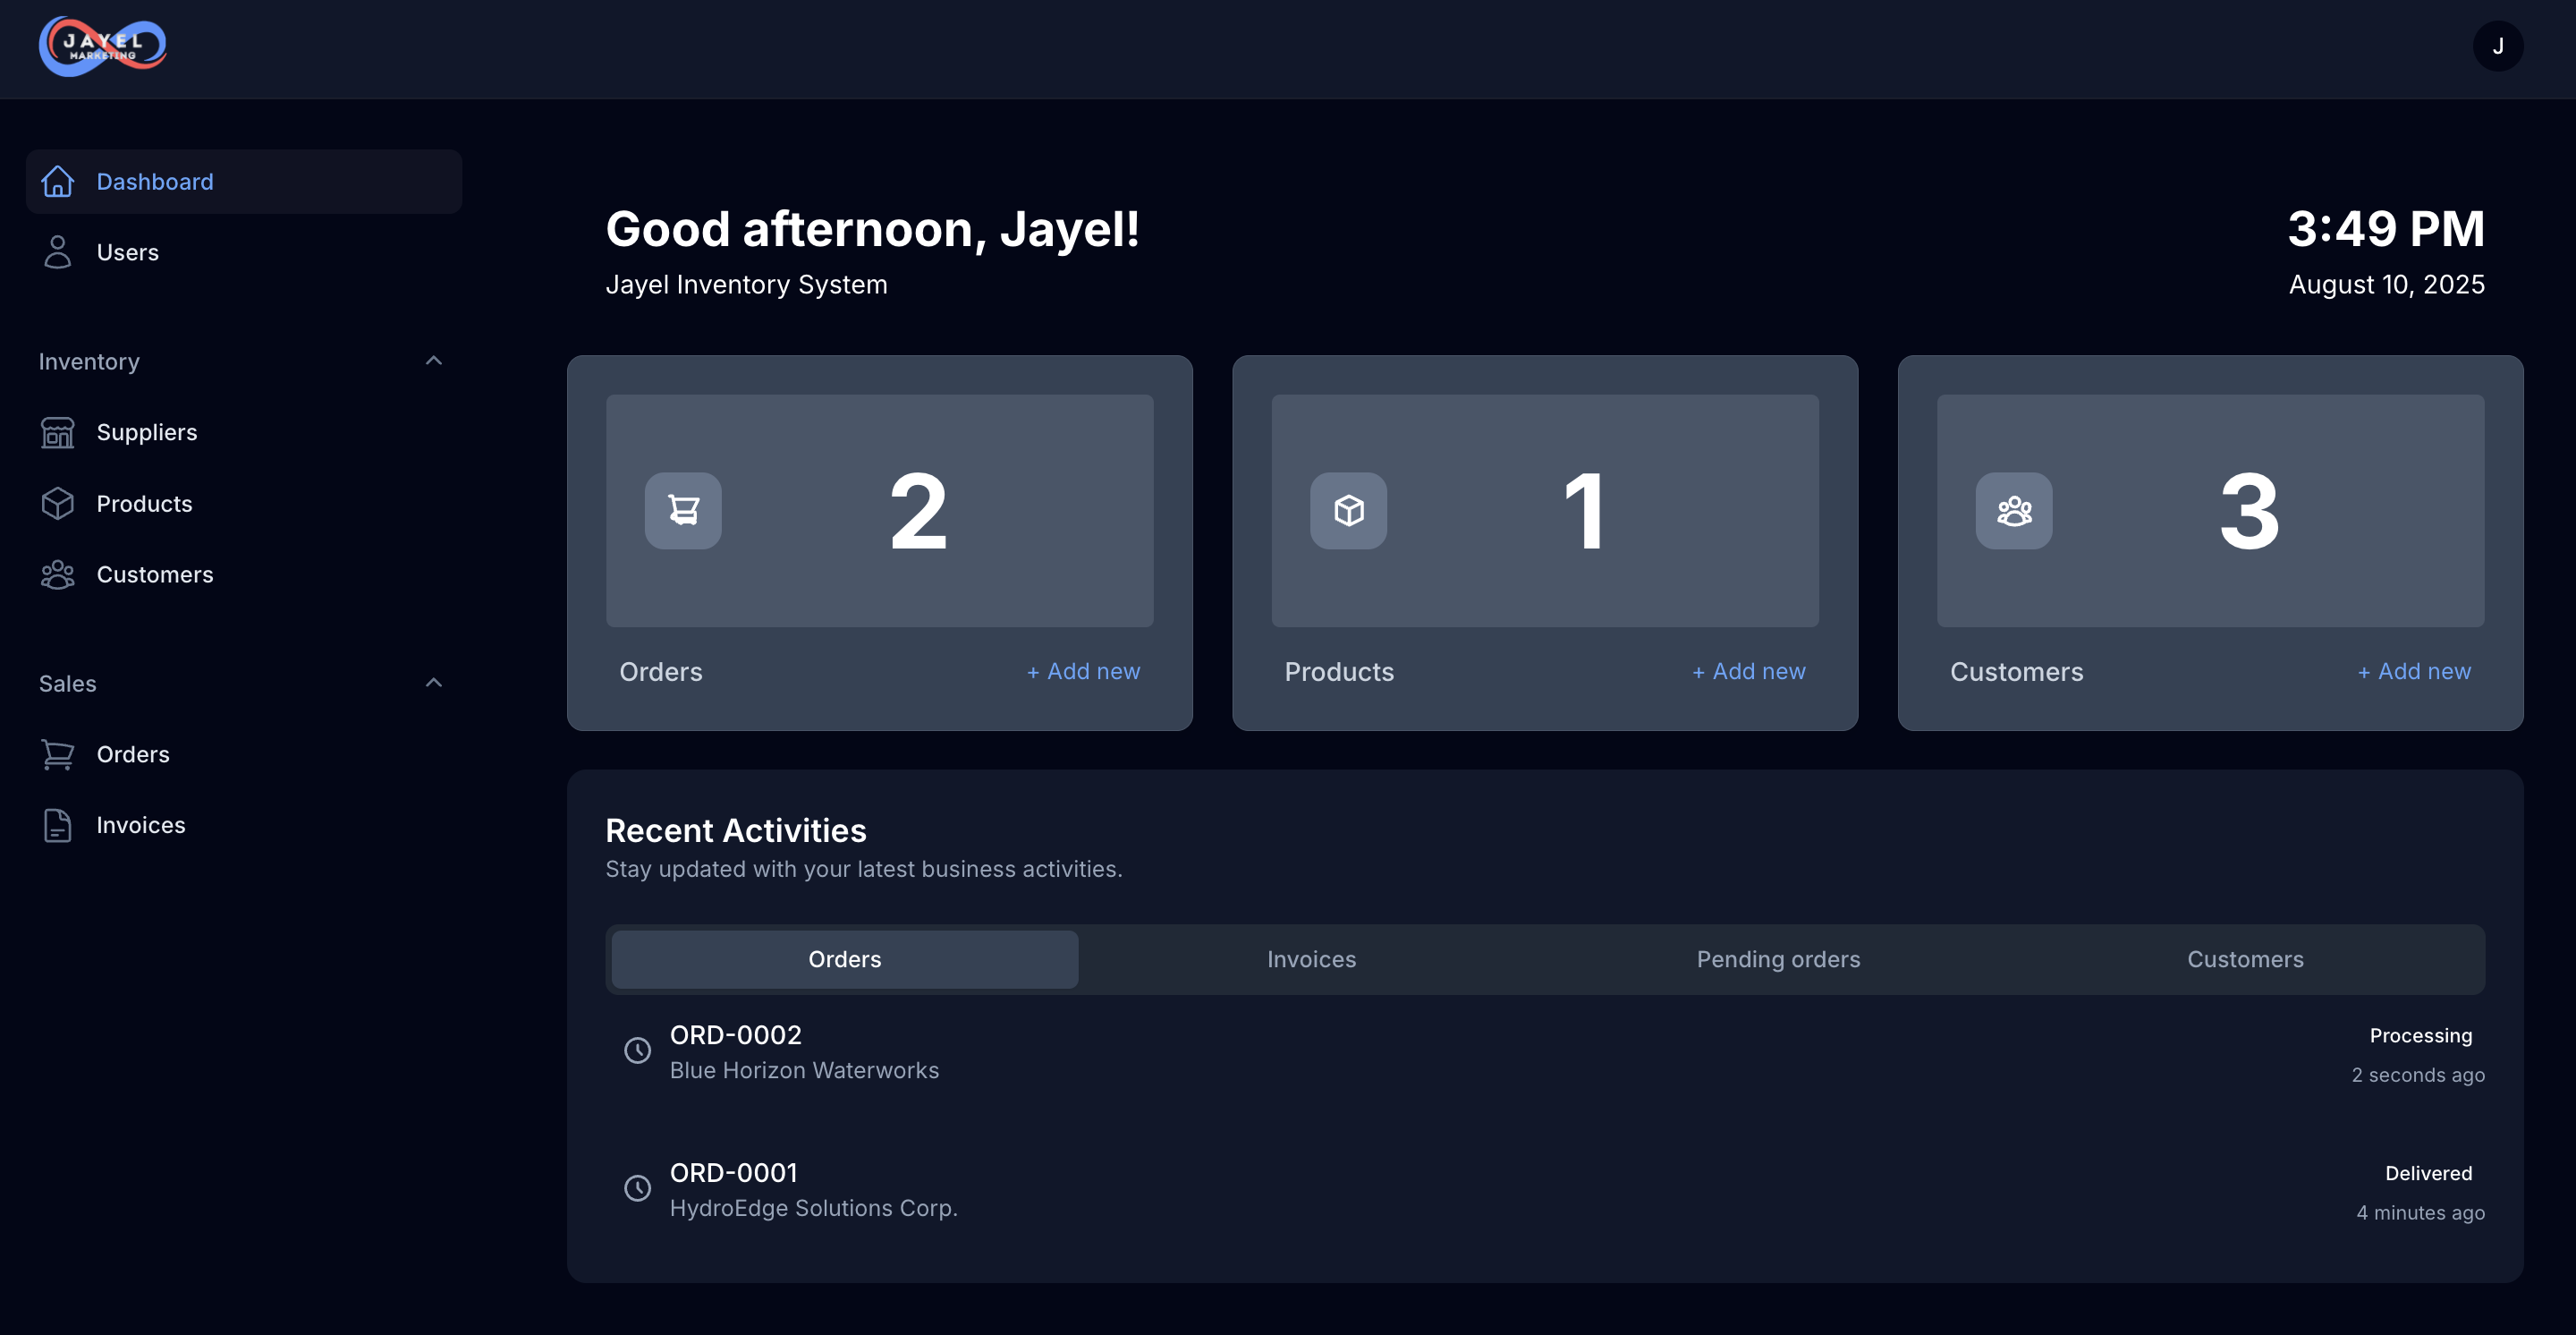 JAYEL
MARKETING
J
Dashboard
Users
Inventory
Suppliers
Products
Customers
Sales
Orders
Invoices
Good afternoon, Jayel!
Jayel Inventory System
3:49 PM
August 10, 2025
2
Orders
+ Add new
1
Products
+ Add new
3
Customers
+ Add new
Recent Activities
Stay updated with your latest business activities.
Orders
Invoices
Pending orders
Customers
ORD-0002
Blue Horizon Waterworks
Processing
2 seconds ago
ORD-0001
HydroEdge Solutions Corp.
Delivered
4 minutes ago